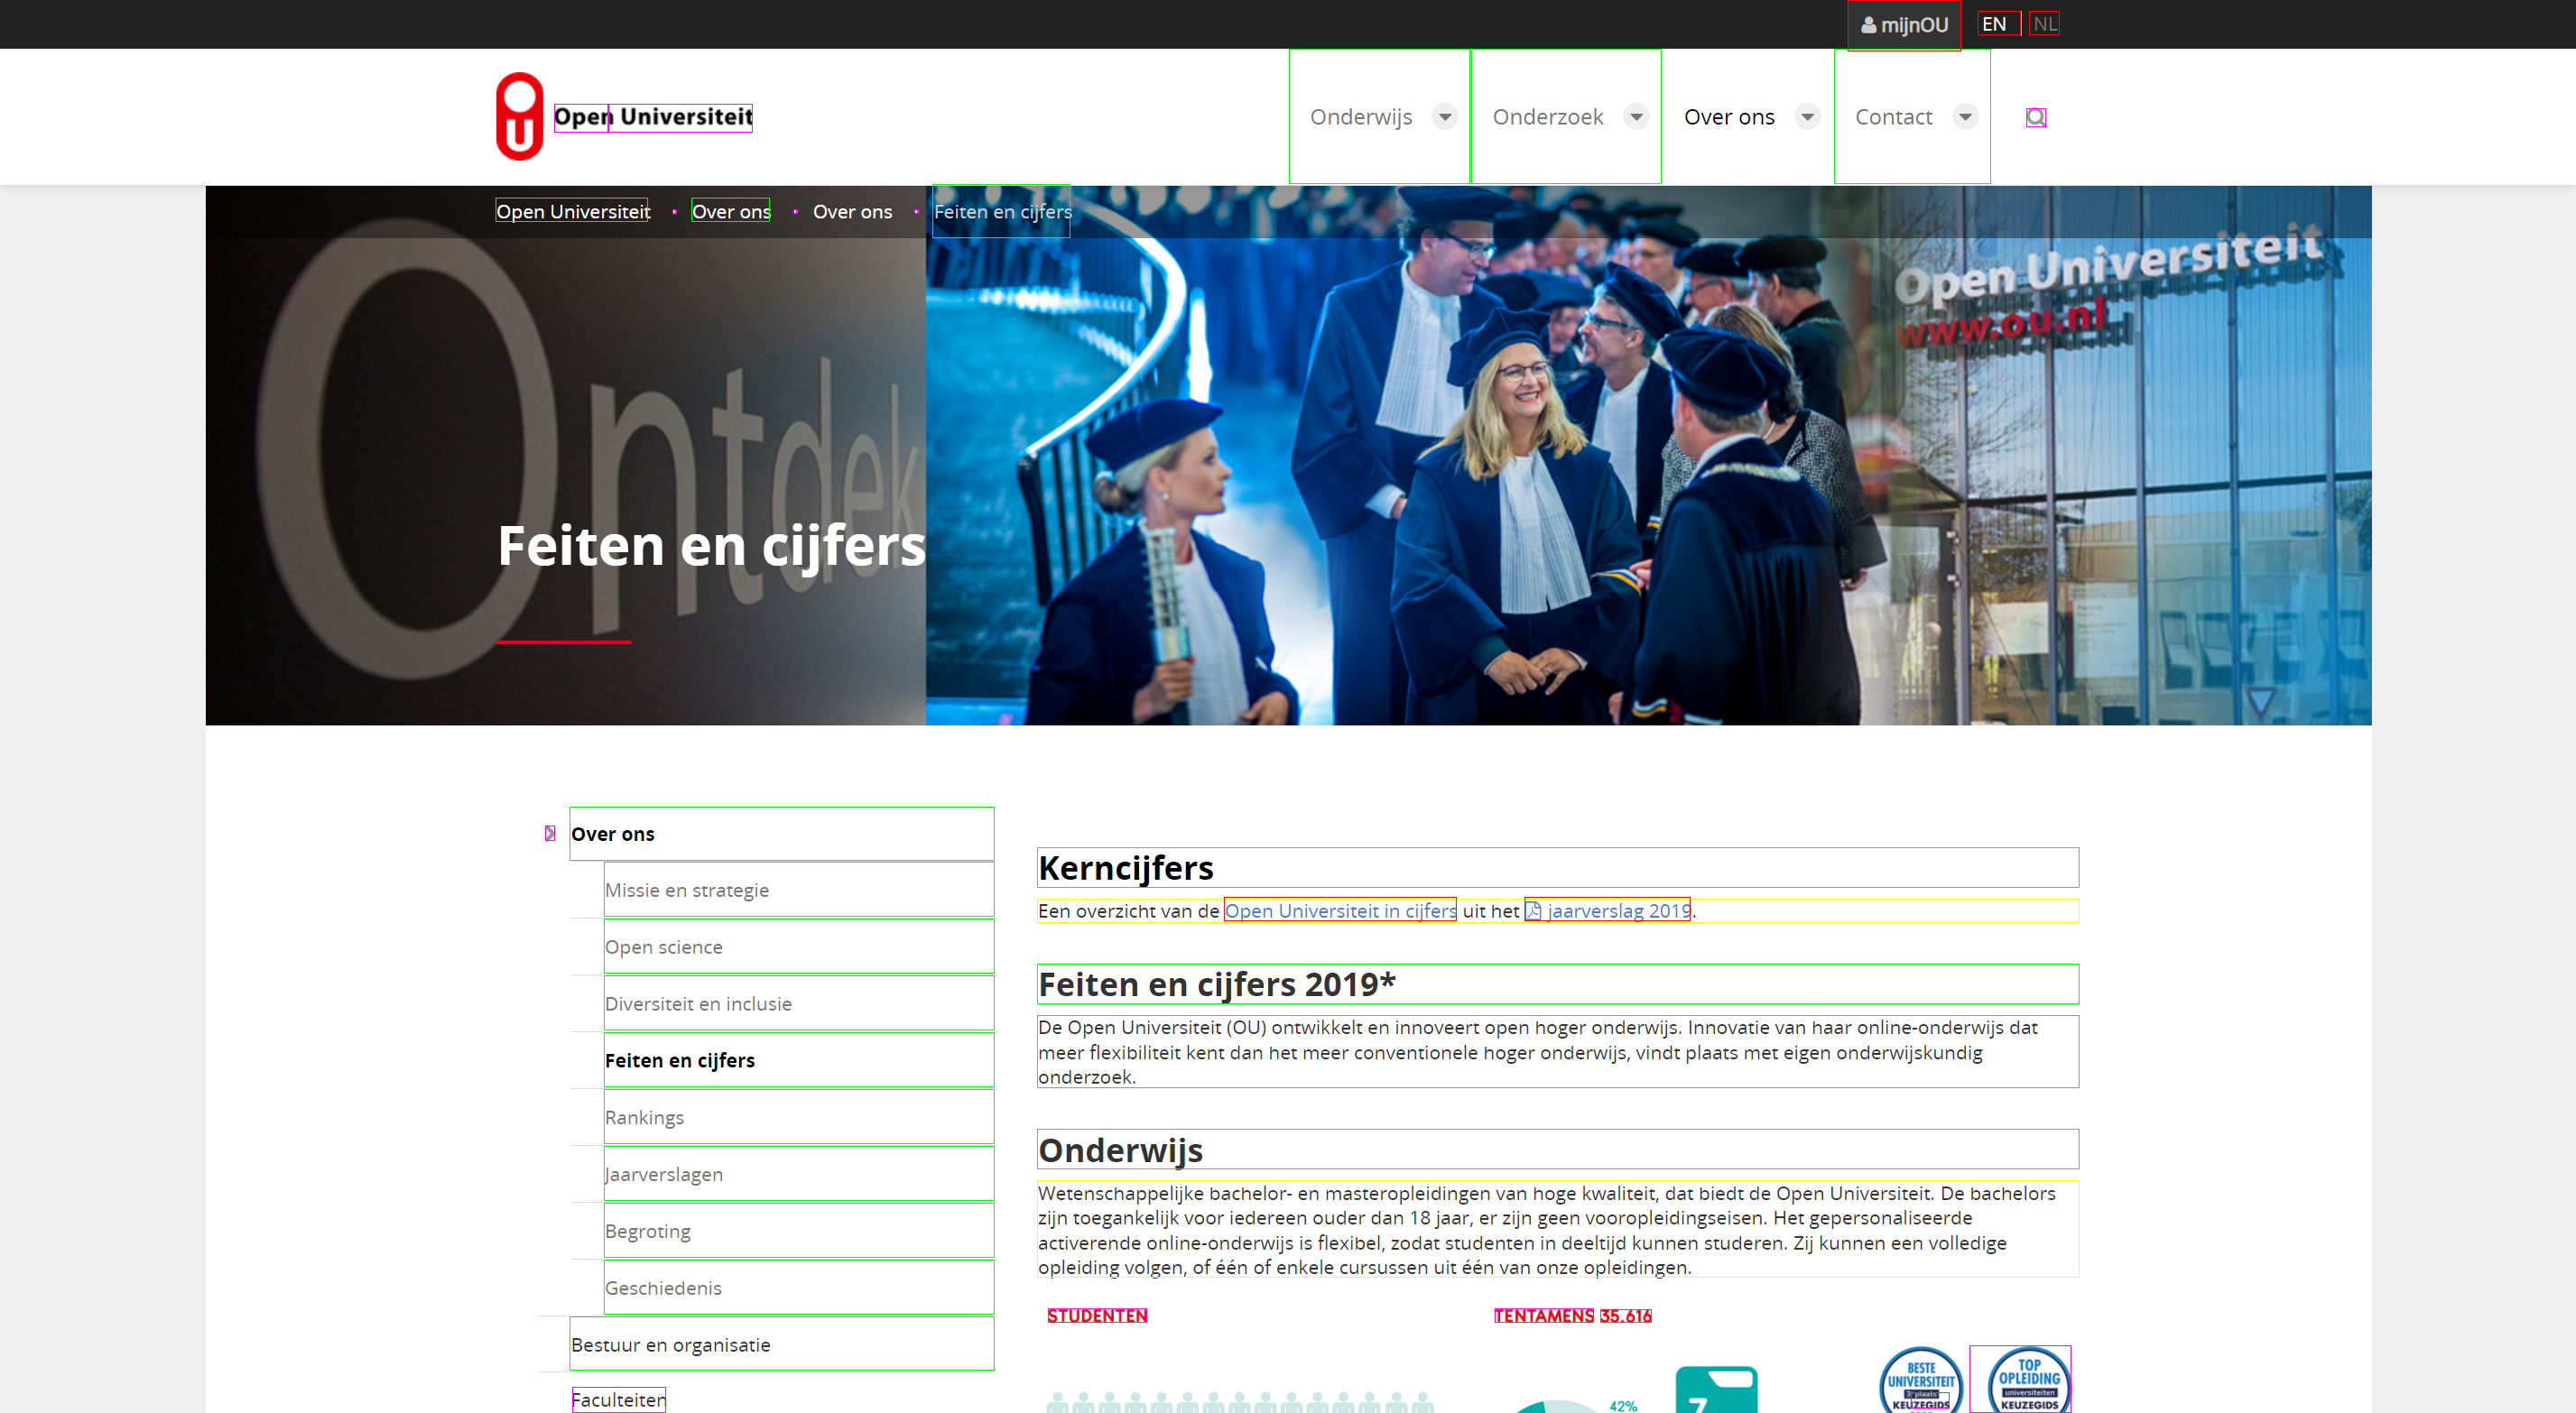 mijnOU EN NL
Open Universiteit
Onderwijs Onderzoek Over ons Contact
Open Universiteit Over ons Over ons Feiten en cijfers
Open Universiteit
www.ou.nl
Ontdek
Feiten en cijfers
Over ons
Missie en strategie
Open science
Diversiteit en inclusie
Feiten en cijfers
Rankings
Jaarverslagen
Begroting
Geschiedenis
Bestuur en organisatie
Faculteiten
Kerncijfers
Een overzicht van de Open Universiteit in cijfers uit het jaarverslag 2019.
Feiten en cijfers 2019*
De Open Universiteit (OU) ontwikkelt en innoveert open hoger onderwijs. Innovatie van haar online-onderwijs dat
meer flexibiliteit kent dan het meer conventionele hoger onderwijs, vindt plaats met eigen onderwijskundig
onderzoek.
Onderwijs
Wetenschappelijke bachelor- en masteropleidingen van hoge kwaliteit, dat biedt de Open Universiteit. De bachelors
zijn toegankelijk voor iedereen ouder dan 18 jaar, er zijn geen vooropleidingseisen. Het gepersonaliseerde
activerende online-onderwijs is flexibel, zodat studenten in deeltijd kunnen studeren. Zij kunnen een volledige
opleiding volgen, of één of enkele cursussen uit één van onze opleidingen.
STUDENTEN
TENTAMENS 35.616
42%
7
BESTE
UNIVERSITEIT
3e plaats
KEUZEGIDS
TOP
OPLEIDING
universiteiten
KEUZEGIDS